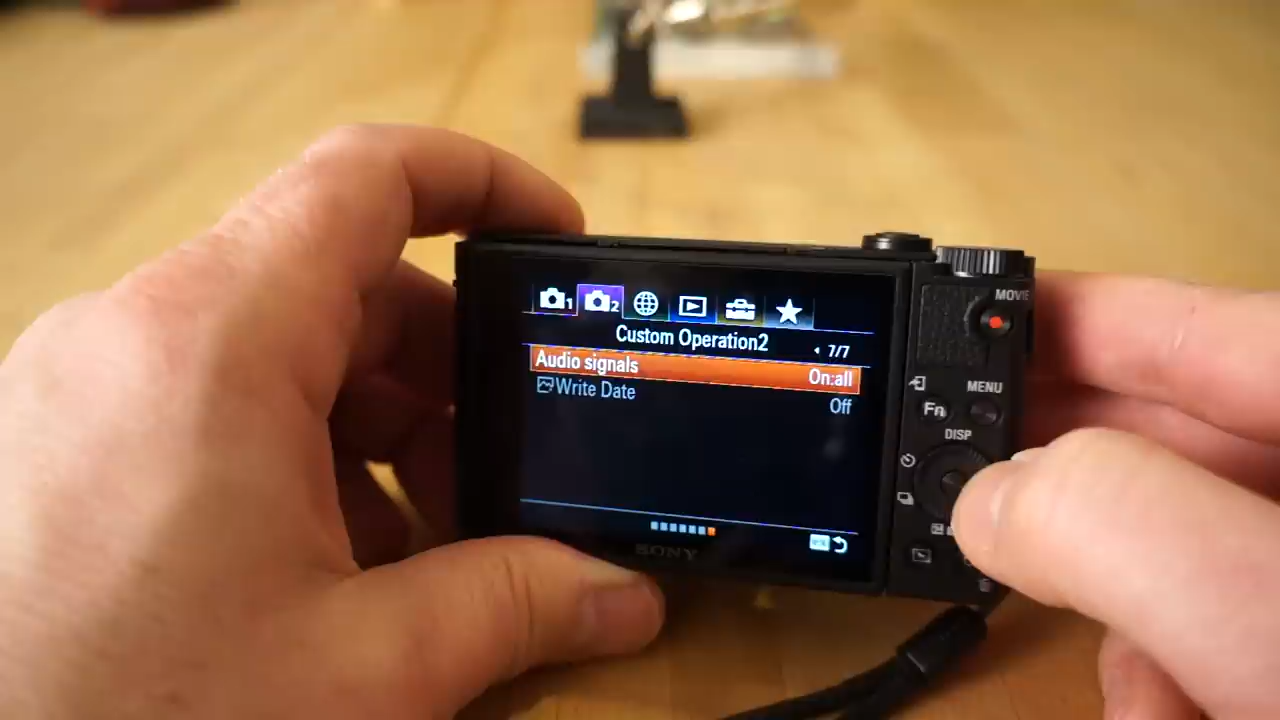 MOVIE
1 2
Custom Operation2 7/7
Audio signals On:all
Write Date Off
Fn MENU
DISP
SONY